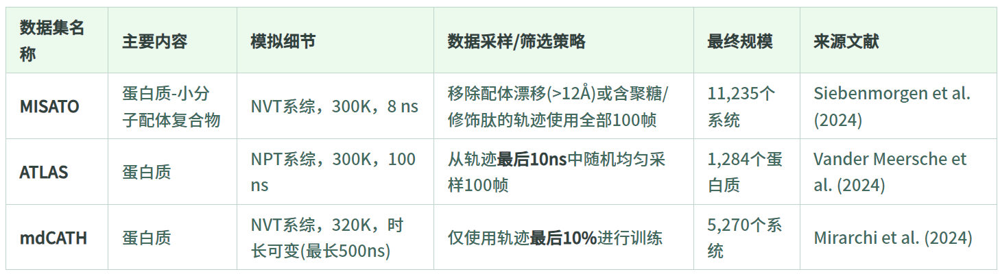 数据集名
称
主要内容
模拟细节
数据采样/筛选策略
最终规模
来源文献
MISATO
蛋白质-小分
子配体复合物
NVT系综，300K，8 ns
移除配体漂移(>12Å)或含聚糖/
修饰肽的轨迹使用全部100帧
11,235个
系统
Siebenmorgen et al.
(2024)
ATLAS
蛋白质
NPT系综，300K，100
ns
从轨迹最后10ns中随机均匀采
样100帧
1,284个蛋
白质
Vander Meersche et
al. (2024)
mdCATH
蛋白质
NVT系综，320K，时
长可变(最长500ns)
仅使用轨迹最后10%进行训练
5,270个系
统
Mirarchi et al. (2024)